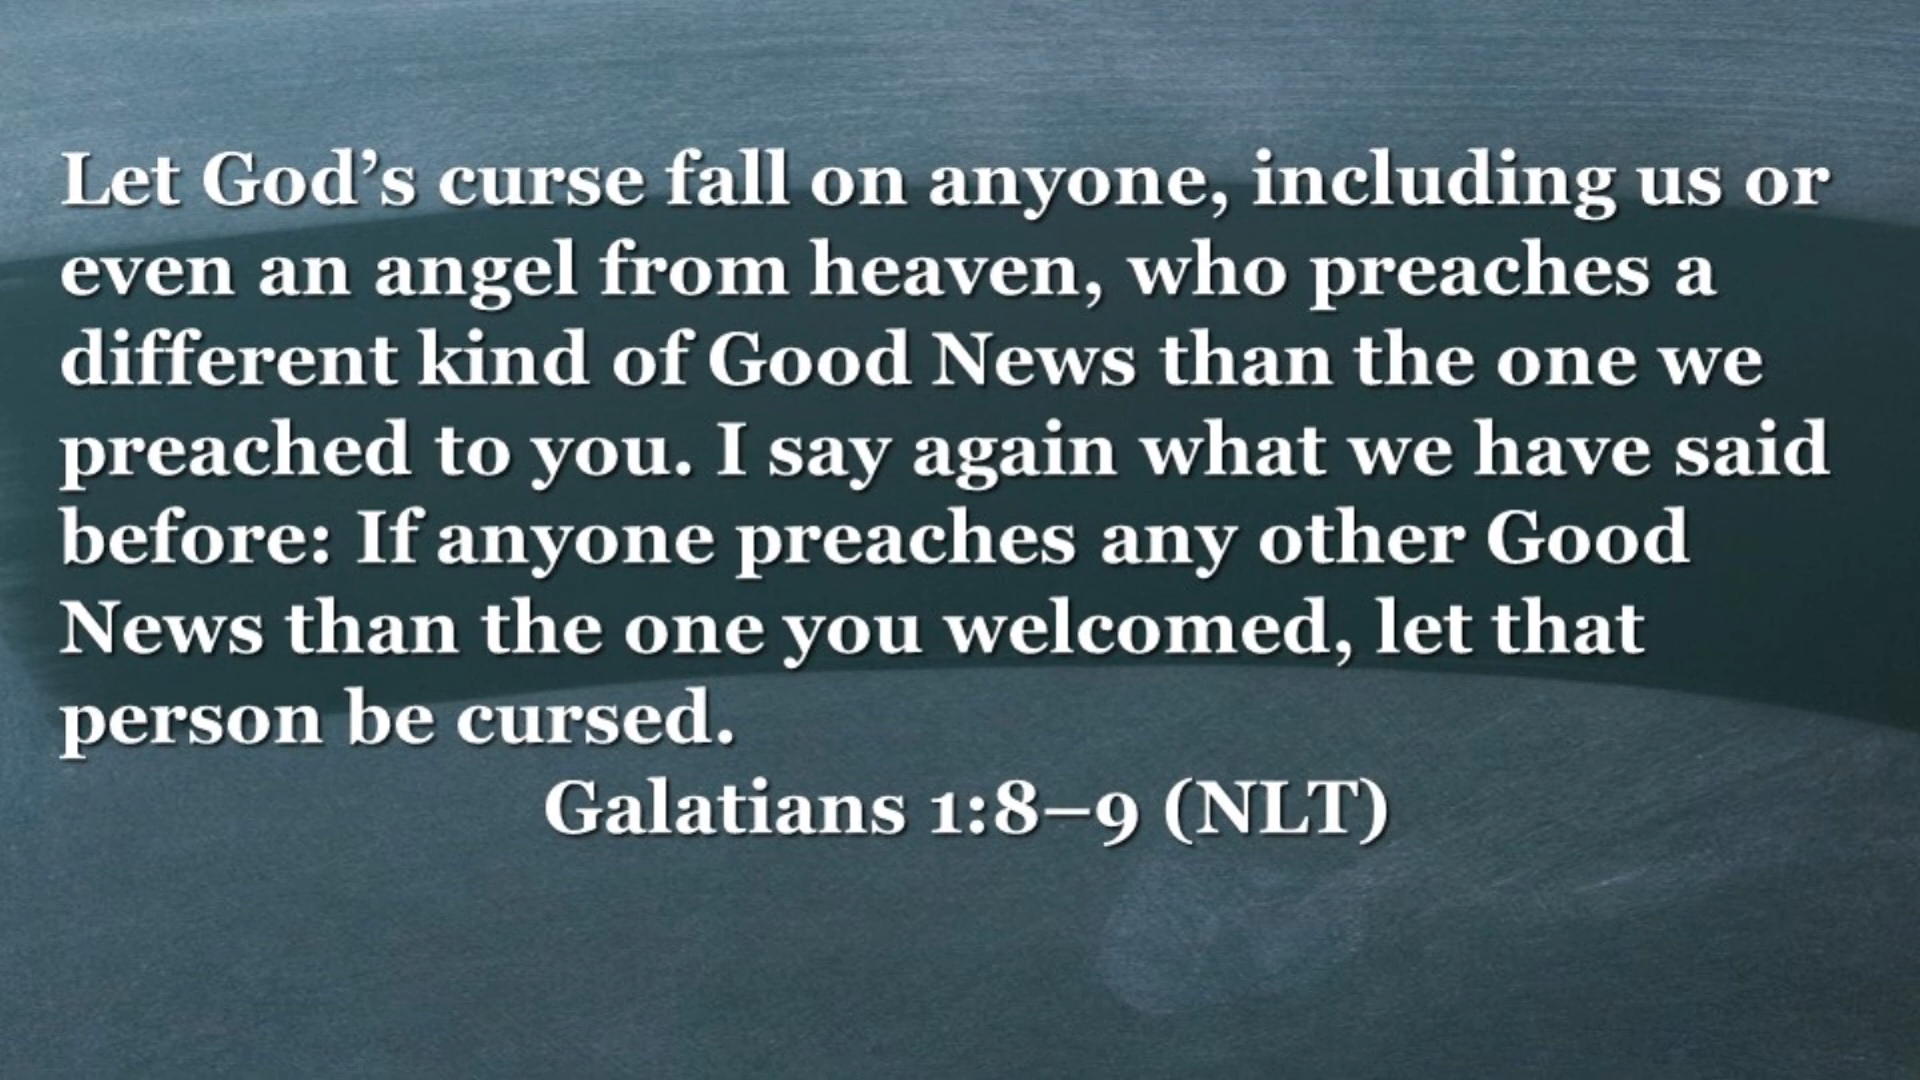 Let God’s curse fall on anyone, including us or
even an angel from heaven, who preaches a
different kind of Good News than the one we
preached to you. I say again what we have said
before: If anyone preaches any other Good
News than the one you welcomed, let that
person be cursed.
Galatians 1:8–9 (NLT)